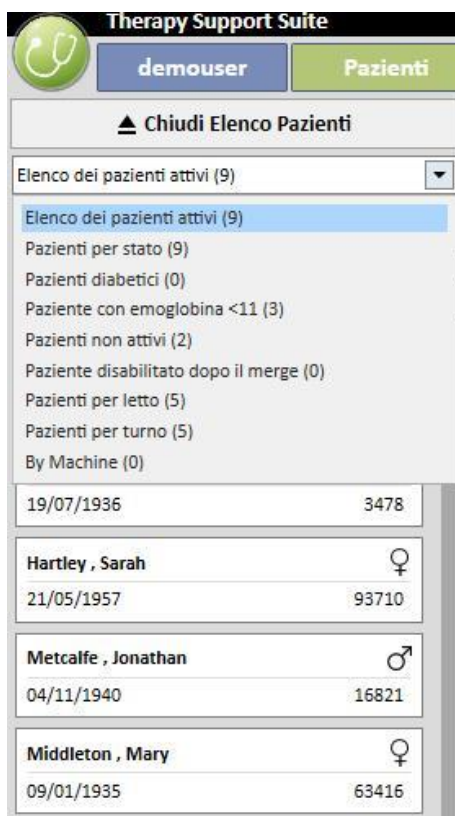 Therapy Support Suite
demouser
Pazienti
Chiudi Elenco Pazienti
Elenco dei pazienti attivi (9)
Elenco dei pazienti attivi (9)
Pazienti per stato (9)
Pazienti diabetici (0)
Paziente con emoglobina <11 (3)
Pazienti non attivi (2)
Paziente disabilitato dopo il merge (0)
Pazienti per letto (5)
Pazienti per turno (5)
By Machine (0)
19/07/1936 3478
Hartley , Sarah
21/05/1957 93710
Metcalfe , Jonathan
04/11/1940 16821
Middleton , Mary
09/01/1935 63416